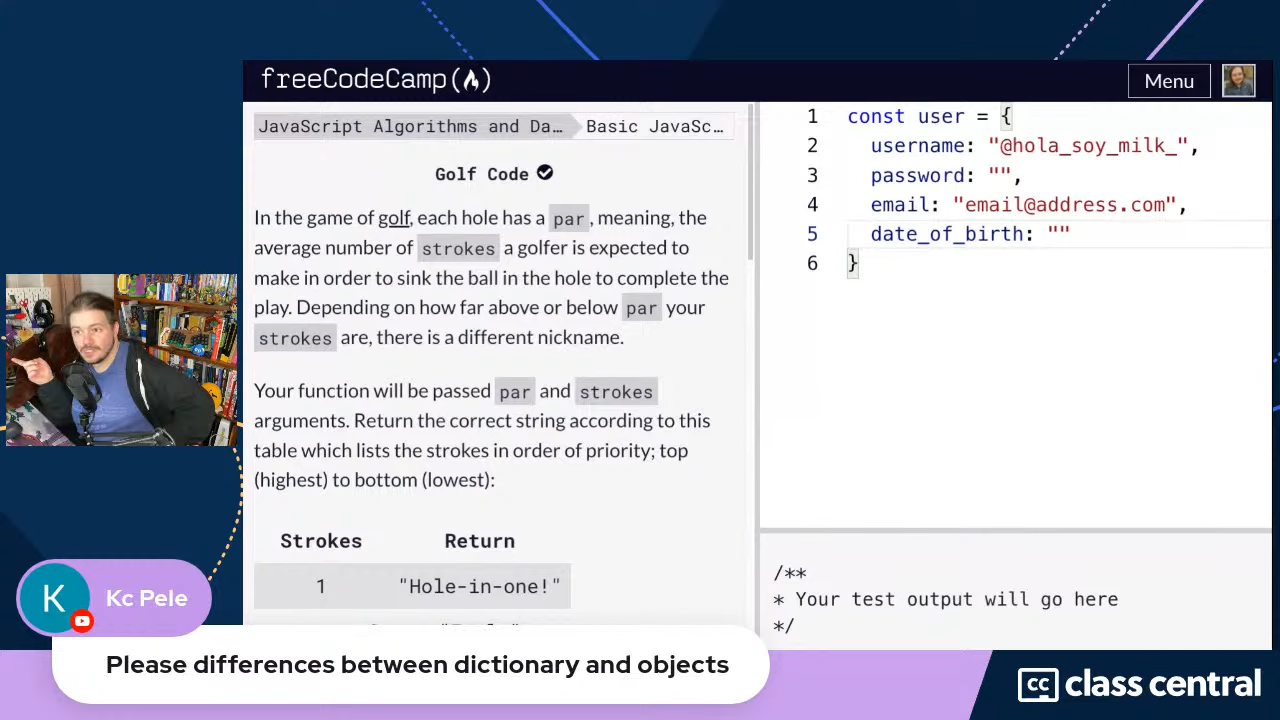 freeCodeCamp
Menu
JavaScript Algorithms and Da… Basic JavaSc…
Golf Code
In the game of golf, each hole has a par, meaning, the
average number of strokes a golfer is expected to
make in order to sink the ball in the hole to complete the
play. Depending on how far above or below par your
strokes are, there is a different nickname.
Your function will be passed par and strokes
arguments. Return the correct string according to this
table which lists the strokes in order of priority; top
(highest) to bottom (lowest):
Strokes Return
1 "Hole-in-one!"
1 const user = {
2 username: "@hola_soy_milk_",
3 password: "",
4 email: "email@address.com",
5 date_of_birth: ""
6 }
/**
* Your test output will go here
*/
K Kc Pele
Please differences between dictionary and objects
cc class central